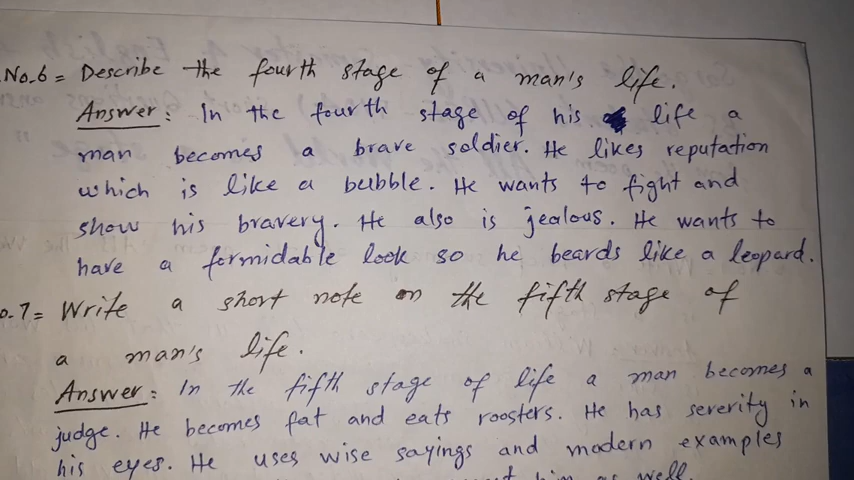 No.6 = Describe the fourth stage of a man's life.
Answer: In the fourth stage of his life a
man becomes a brave soldier. He likes reputation
which is like a bubble. He wants to fight and
show his bravery. He also is jealous. He wants to
have a formidable look so he beards like a leopard.
o.7 = Write a short note on the fifth stage of
a man's life.
Answer: In the fifth stage of life a man becomes a
judge. He becomes fat and eats roosters. He has severity in
his eyes. He uses wise sayings and modern examples
him as well.